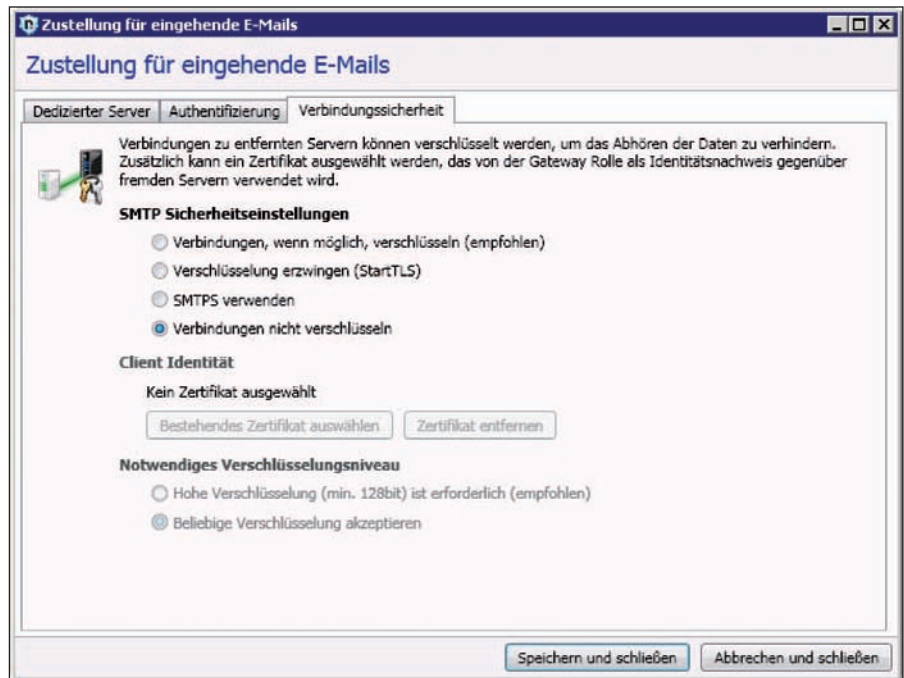 Zustellung für eingehende E-Mails
Zustellung für eingehende E-Mails
Dedizierter Server Authentifizierung Verbindungssicherheit
Verbindungen zu entfernten Servern können verschlüsselt werden, um das Abhören der Daten zu verhindern.
Zusätzlich kann ein Zertifikat ausgewählt werden, das von der Gateway Rolle als Identitätsnachweis gegenüber
fremden Servern verwendet wird.
SMTP Sicherheitseinstellungen
Verbindungen, wenn möglich, verschlüsseln (empfohlen)
Verschlüsselung erzwingen (StartTLS)
SMTPS verwenden
Verbindungen nicht verschlüsseln
Client Identität
Kein Zertifikat ausgewählt
Bestehendes Zertifikat auswählen Zertifikat entfernen
Notwendiges Verschlüsselungsniveau
Hohe Verschlüsselung (min. 128bit) ist erforderlich (empfohlen)
Beliebige Verschlüsselung akzeptieren
Speichern und schließen Abbrechen und schließen